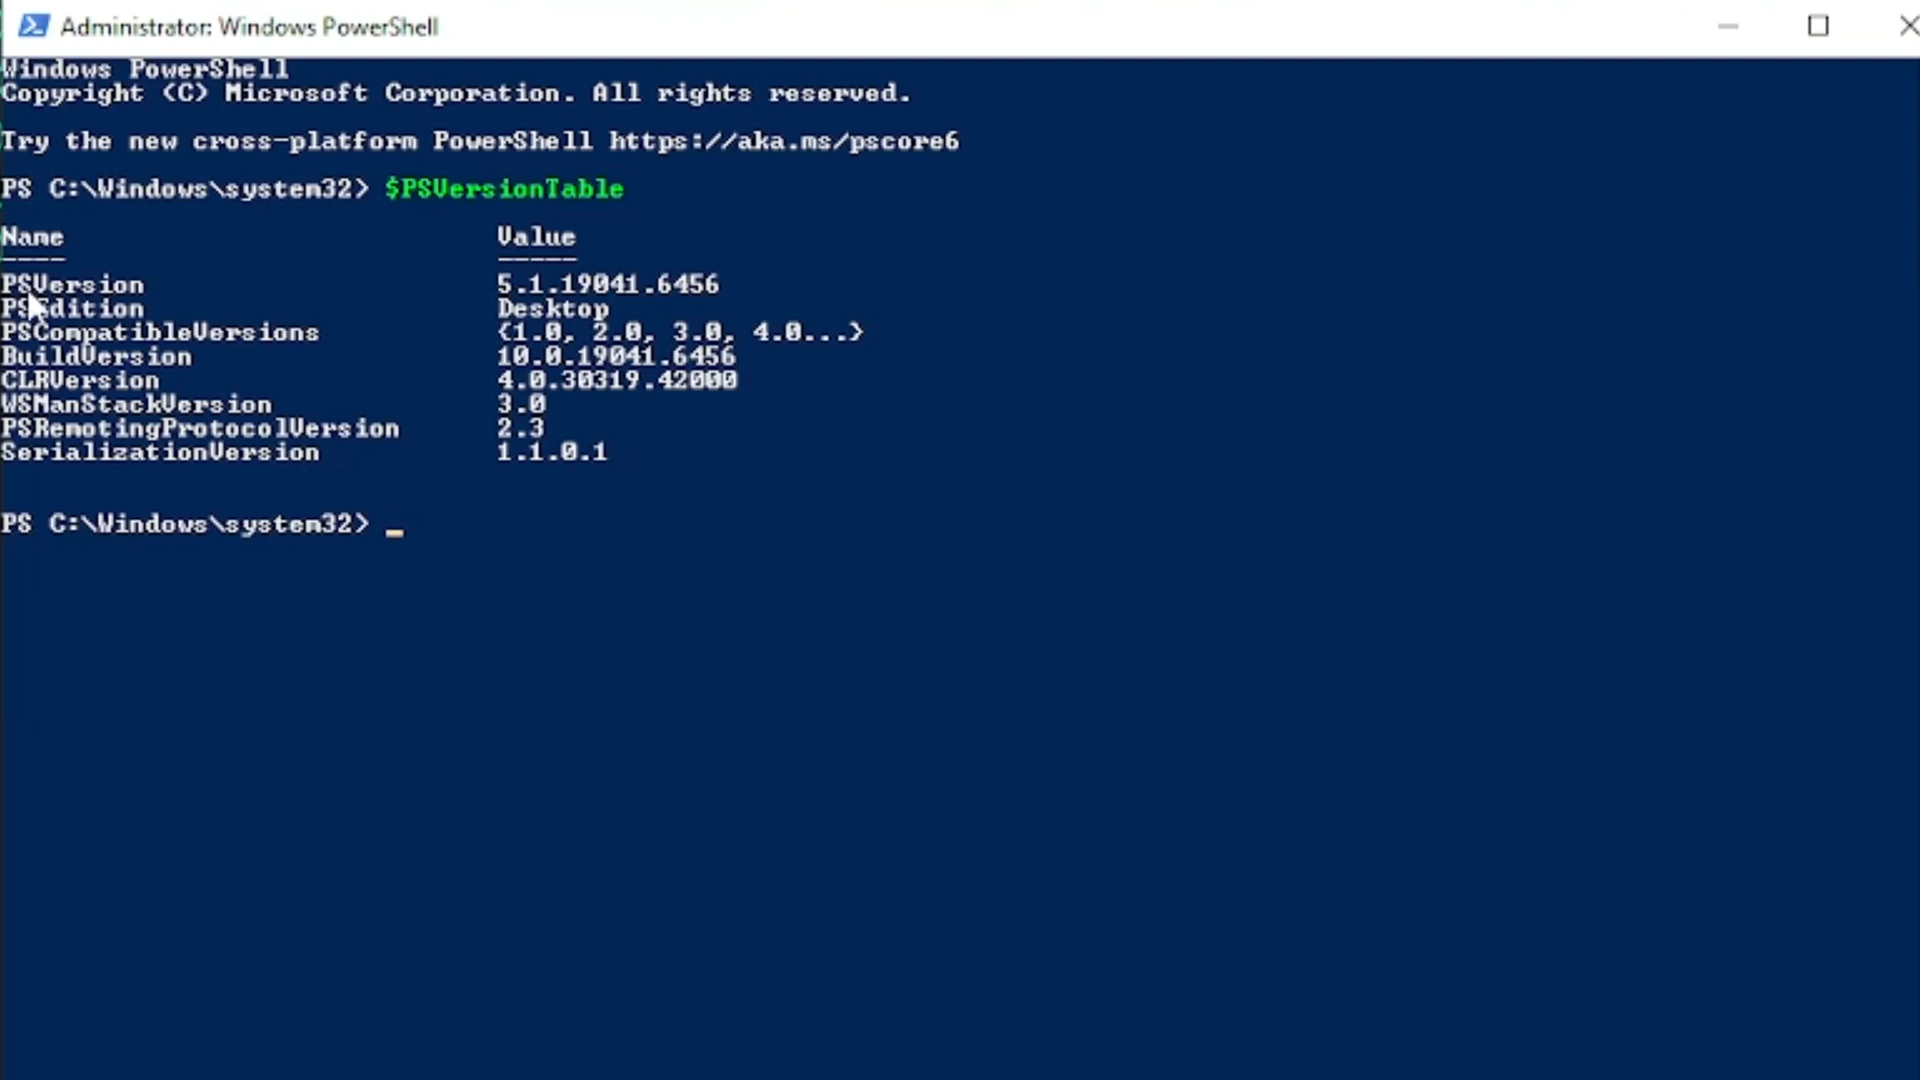 Administrator: Windows PowerShell
Windows PowerShell
Copyright (C) Microsoft Corporation. All rights reserved.
Try the new cross-platform PowerShell https://aka.ms/pscore6
PS C:\Windows\system32> $PSVersionTable
Name                           Value
----                           -----
PSVersion                      5.1.19041.6456
PSEdition                      Desktop
PSCompatibleVersions           {1.0, 2.0, 3.0, 4.0...}
BuildVersion                   10.0.19041.6456
CLRVersion                     4.0.30319.42000
WSManStackVersion              3.0
PSRemotingProtocolVersion      2.3
SerializationVersion           1.1.0.1
PS C:\Windows\system32> _